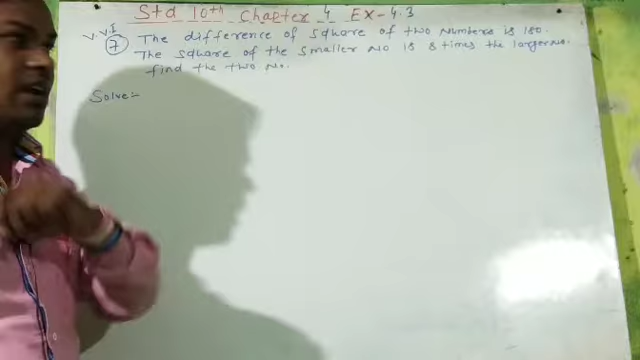 Std 10th Chapter 4 Ex-4.3
V.V.I
7 The difference of square of two numbers is 180.
The square of the smaller no is 8 times the larger no.
find the two no.
Solve:-